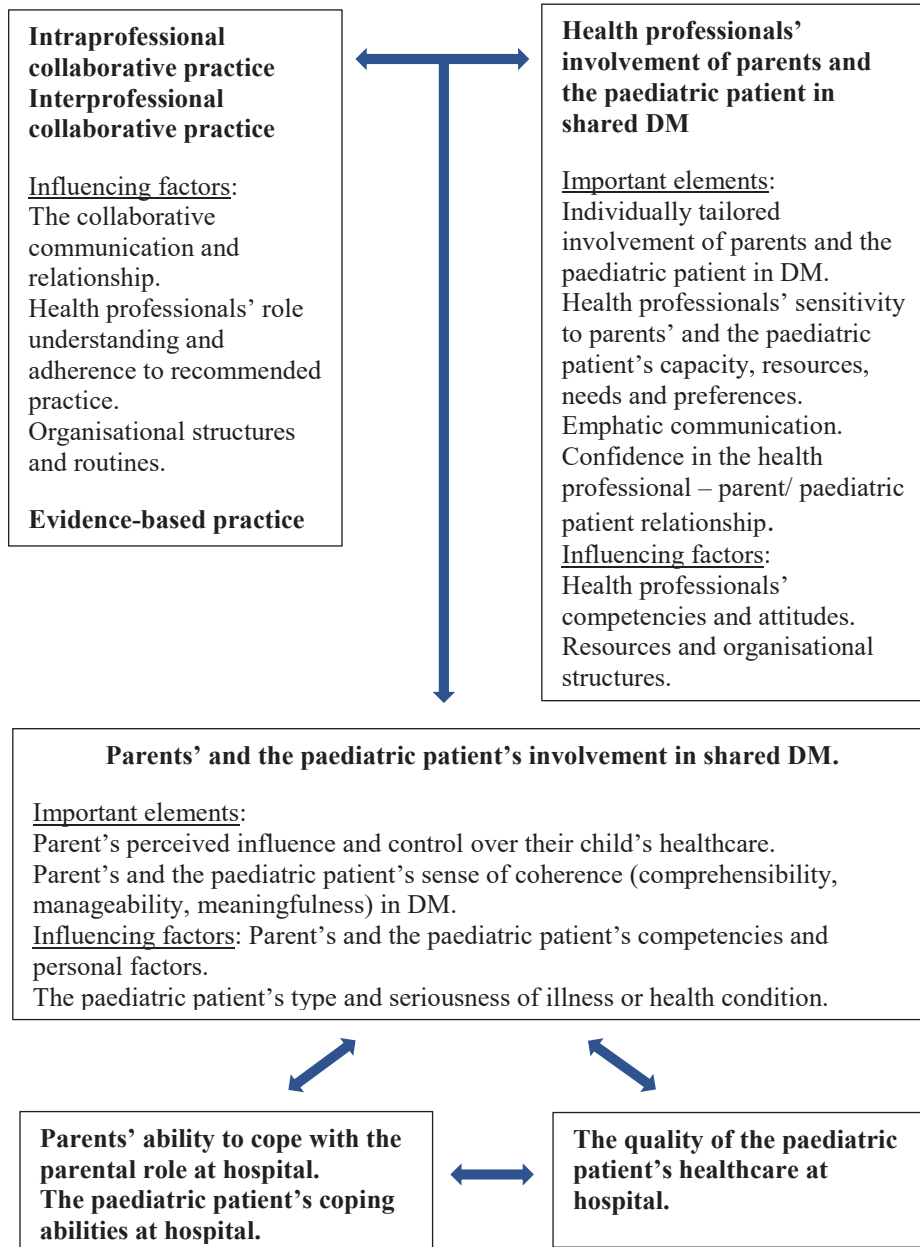 Intraprofessional
collaborative practice
Interprofessional
collaborative practice
Influencing factors:
The collaborative
communication and
relationship.
Health professionals’ role
understanding and
adherence to recommended
practice.
Organisational structures
and routines.
Evidence-based practice
Health professionals’
involvement of parents and
the paediatric patient in
shared DM
Important elements:
Individually tailored
involvement of parents and the
paediatric patient in DM.
Health professionals’ sensitivity
to parents’ and the paediatric
patient’s capacity, resources,
needs and preferences.
Emphatic communication.
Confidence in the health
professional – parent/ paediatric
patient relationship.
Influencing factors:
Health professionals’
competencies and attitudes.
Resources and organisational
structures.
Parents’ and the paediatric patient’s involvement in shared DM.
Important elements:
Parent’s perceived influence and control over their child’s healthcare.
Parent’s and the paediatric patient’s sense of coherence (comprehensibility,
manageability, meaningfulness) in DM.
Influencing factors: Parent’s and the paediatric patient’s competencies and
personal factors.
The paediatric patient’s type and seriousness of illness or health condition.
Parents’ ability to cope with the
parental role at hospital.
The paediatric patient’s coping
abilities at hospital.
The quality of the paediatric
patient’s healthcare at
hospital.